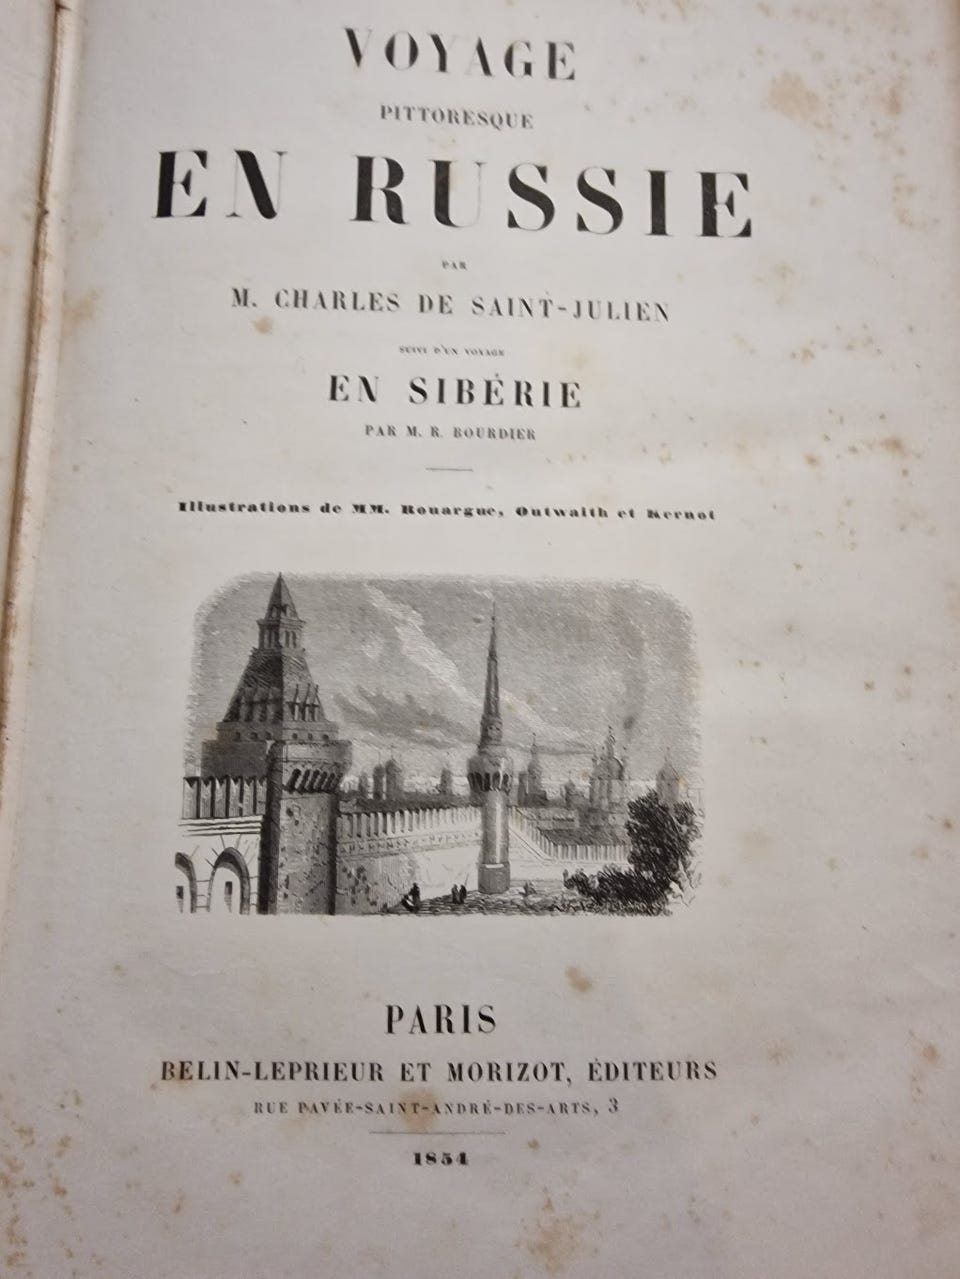 VOYAGE
PITTORESQUE
EN RUSSIE
PAR
M. CHARLES DE SAINT-JULIEN
SUIVI D'UN VOYAGE
EN SIBÉRIE
PAR M. R. BOURDIER
Illustrations de MM. Rouargue, Outwaith et Kernot
PARIS
BELIN-LEPRIEUR ET MORIZOT, ÉDITEURS
RUE PAVÉE-SAINT-ANDRÉ-DES-ARTS, 3
1854